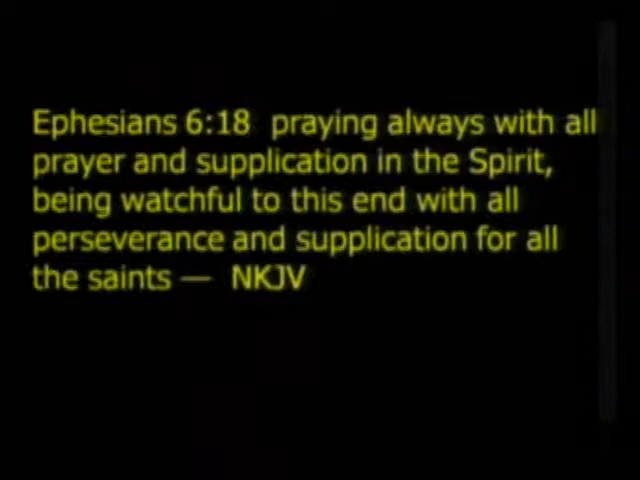 Ephesians 6:18  praying always with all
prayer and supplication in the Spirit,
being watchful to this end with all
perseverance and supplication for all
the saints —  NKJV